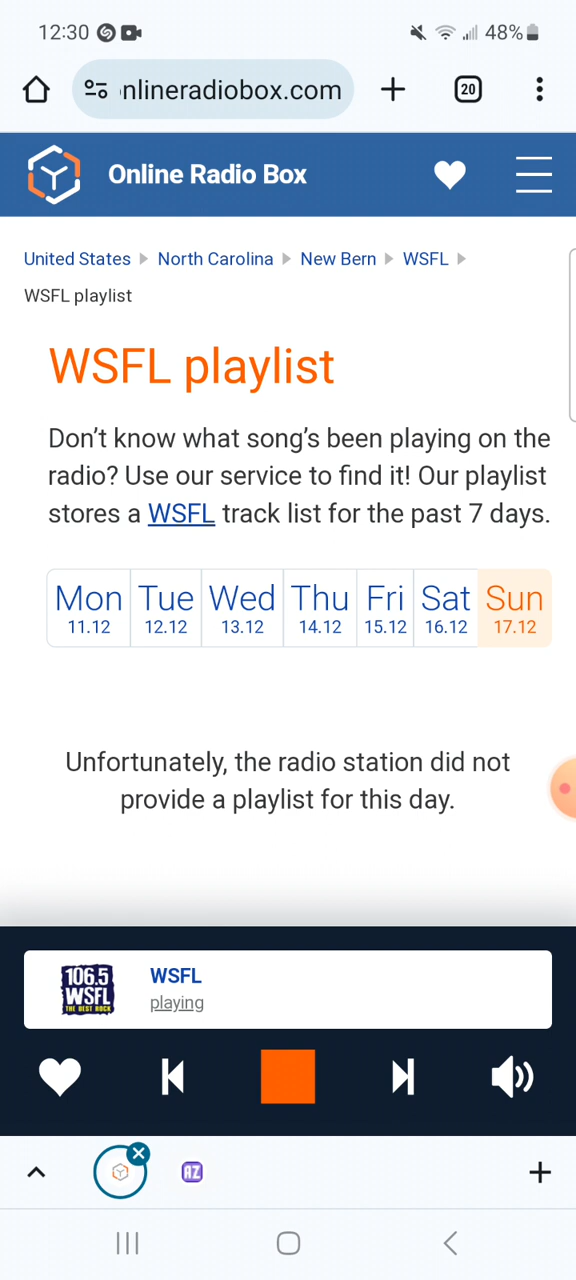 12:30 48%
nlineradiobox.com 20
Online Radio Box
United States North Carolina New Bern WSFL
WSFL playlist
WSFL playlist
Don't know what song's been playing on the
radio? Use our service to find it! Our playlist
stores a WSFL track list for the past 7 days.
Mon Tue Wed Thu Fri Sat Sun
11.12 12.12 13.12 14.12 15.12 16.12 17.12
Unfortunately, the radio station did not
provide a playlist for this day.
106.5
WSFL
THE BEST ROCK
WSFL
playing
AZ